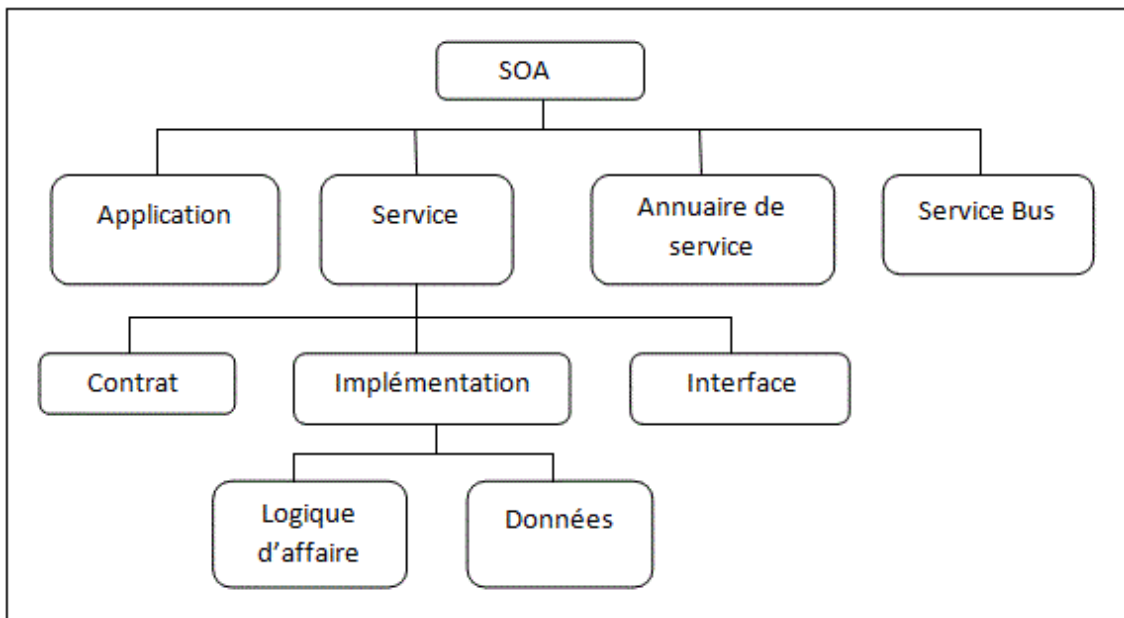 SOA
Application
Service
Annuaire de
service
Service Bus
Contrat
Implémentation
Interface
Logique
d’affaire
Données